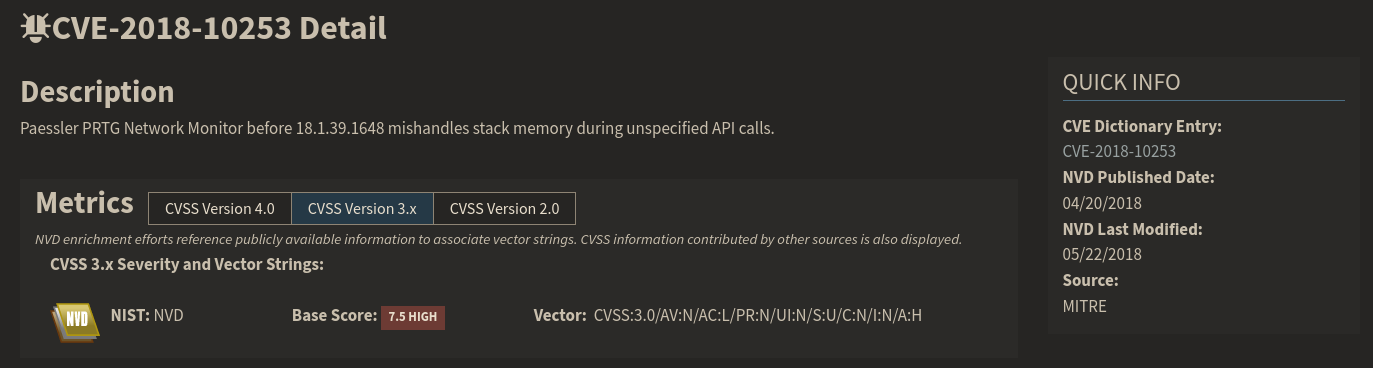 CVE-2018-10253 Detail
Description
Paessler PRTG Network Monitor before 18.1.39.1648 mishandles stack memory during unspecified API calls.
Metrics CVSS Version 4.0 CVSS Version 3.x CVSS Version 2.0
NVD enrichment efforts reference publicly available information to associate vector strings. CVSS information contributed by other sources is also displayed.
CVSS 3.x Severity and Vector Strings:
NVD NIST: NVD Base Score: 7.5 HIGH Vector: CVSS:3.0/AV:N/AC:L/PR:N/UI:N/S:U/C:N/I:N/A:H
QUICK INFO
CVE Dictionary Entry:
CVE-2018-10253
NVD Published Date:
04/20/2018
NVD Last Modified:
05/22/2018
Source:
MITRE